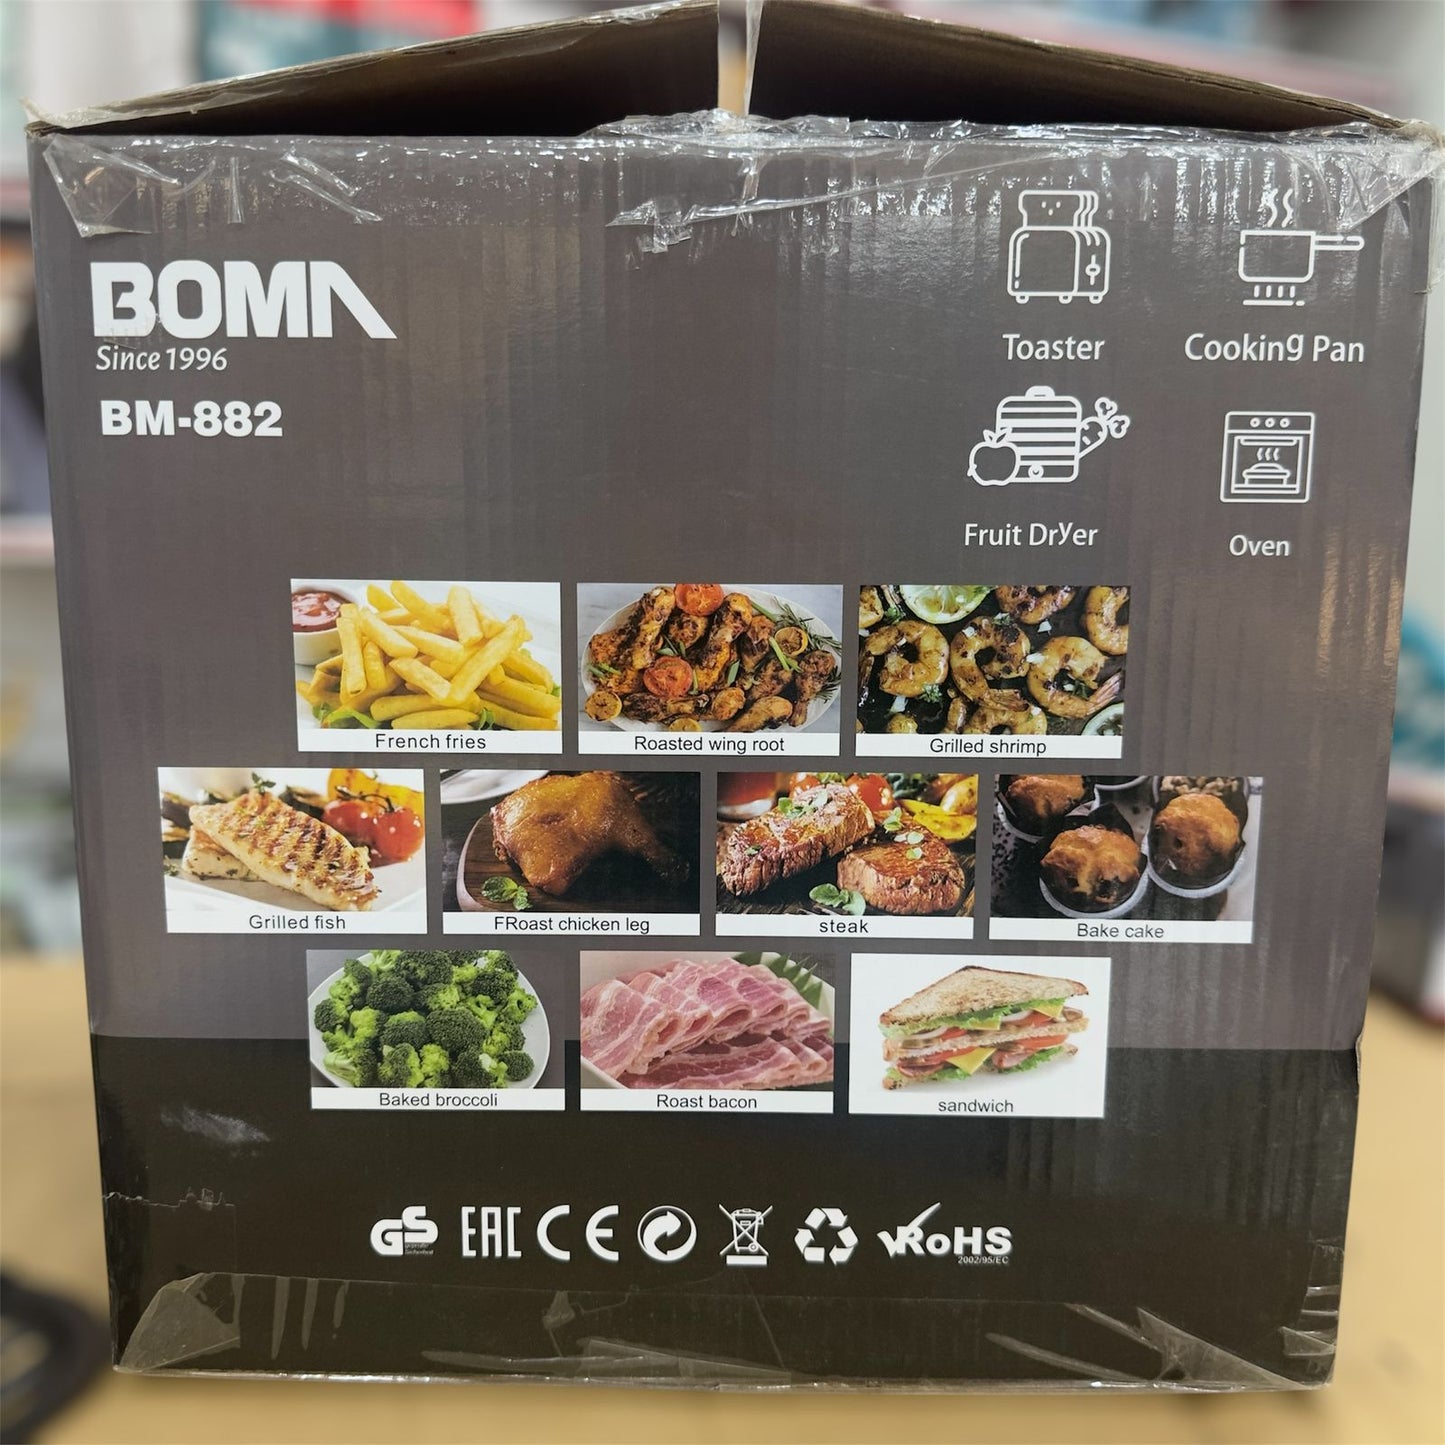 BOMA
Since 1996
BM-882
Toaster
Cooking Pan
Fruit Dryer
Oven
French fries
Roasted wing root
Grilled shrimp
Grilled fish
FRoast chicken leg
steak
Bake cake
Baked broccoli
Roast bacon
sandwich
GS
EAC
CE
RoHS
2002/95/EC